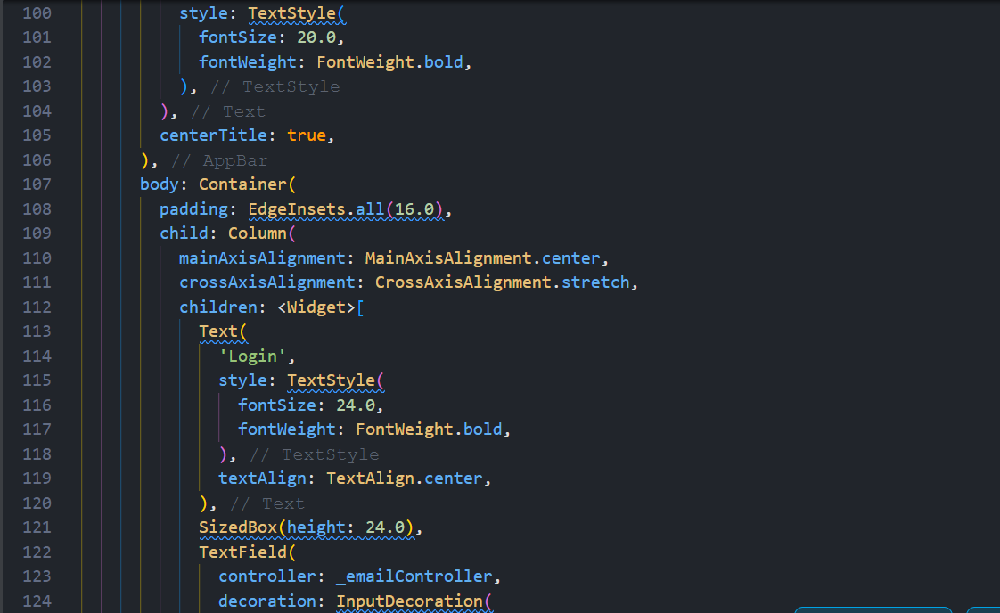 100 style: TextStyle(
101 fontSize: 20.0,
102 fontWeight: FontWeight.bold,
103 ), // TextStyle
104 ), // Text
105 centerTitle: true,
106 ), // AppBar
107 body: Container(
108 padding: EdgeInsets.all(16.0),
109 child: Column(
110 mainAxisAlignment: MainAxisAlignment.center,
111 crossAxisAlignment: CrossAxisAlignment.stretch,
112 children: <Widget>[
113 Text(
114 'Login',
115 style: TextStyle(
116 fontSize: 24.0,
117 fontWeight: FontWeight.bold,
118 ), // TextStyle
119 textAlign: TextAlign.center,
120 ), // Text
121 SizedBox(height: 24.0),
122 TextField(
123 controller: _emailController,
124 decoration: InputDecoration(